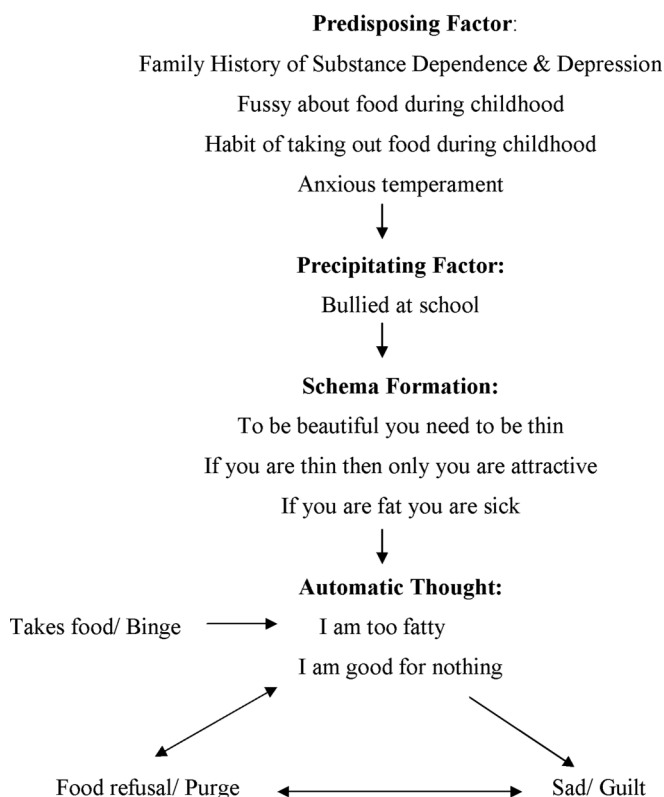 Predisposing Factor:
Family History of Substance Dependence & Depression
Fussy about food during childhood
Habit of taking out food during childhood
Anxious temperament
Precipitating Factor:
Bullied at school
Schema Formation:
To be beautiful you need to be thin
If you are thin then only you are attractive
If you are fat you are sick
Automatic Thought:
Takes food/ Binge
I am too fatty
I am good for nothing
Food refusal/ Purge
Sad/ Guilt